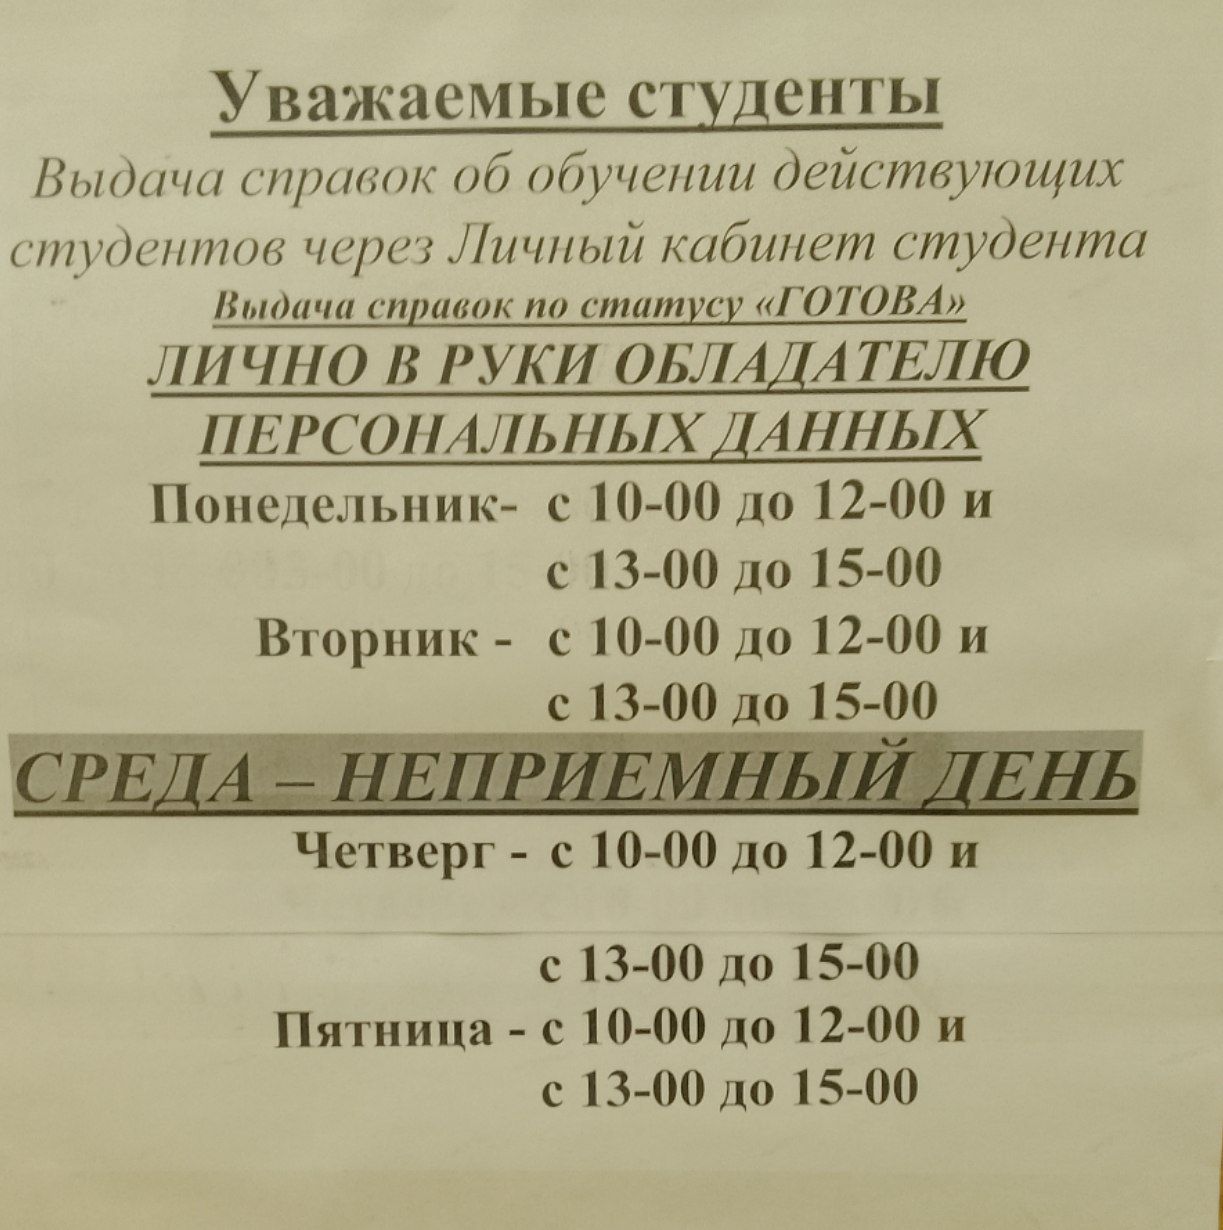 Уважаемые студенты
Выдача справок об обучении действующих
студентов через Личный кабинет студента
Выдача справок по статусу «ГОТОВА»
ЛИЧНО В РУКИ ОБЛАДАТЕЛЮ
ПЕРСОНАЛЬНЫХ ДАННЫХ
Понедельник- с 10-00 до 12-00 и
с 13-00 до 15-00
Вторник - с 10-00 до 12-00 и
с 13-00 до 15-00
СРЕДА – НЕПРИЕМНЫЙ ДЕНЬ
Четверг - с 10-00 до 12-00 и
с 13-00 до 15-00
Пятница - с 10-00 до 12-00 и
с 13-00 до 15-00